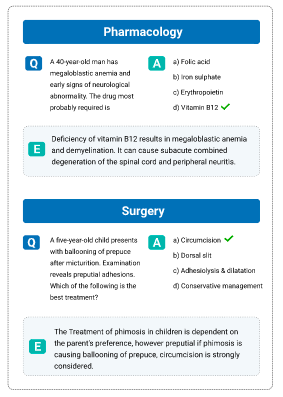 Pharmacology
Q
A 40-year-old man has
megaloblastic anemia and
early signs of neurological
abnormality. The drug most
probably required is
A
a) Folic acid
b) Iron sulphate
c) Erythropoietin
d) Vitamin B12
E
Deficiency of vitamin B12 results in megaloblastic anemia
and demyelination. It can cause subacute combined
degeneration of the spinal cord and peripheral neuritis.
Surgery
Q
A five-year-old child presents
with ballooning of prepuce
after micturition. Examination
reveals preputial adhesions.
Which of the following is the
best treatment?
A
a) Circumcision
b) Dorsal slit
c) Adhesiolysis & dilatation
d) Conservative management
E
The Treatment of phimosis in children is dependent on
the parent's preference, however preputial if phimosis is
causing ballooning of prepuce, circumcision is strongly
considered.